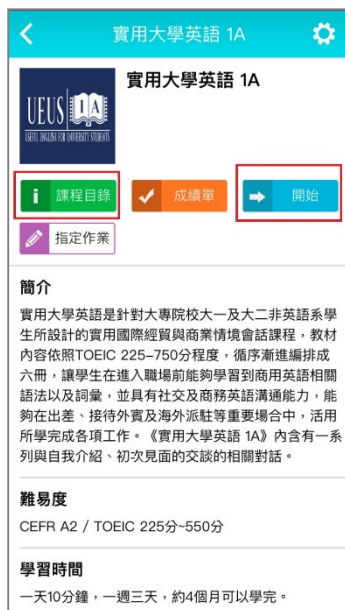 實用大學英語 1A
實用大學英語 1A
UEUS 1A
USEFUL ENGLISH FOR UNIVERSITY STUDENTS
i 課程目錄
成績單
開始
指定作業
簡介
實用大學英語是針對大專院校大一及大二非英語系學
生所設計的實用國際經貿與商業情境會話課程，教材
內容依照TOEIC 225–750分程度，循序漸進編排成
六冊，讓學生在進入職場前能夠學習到商用英語相關
語法以及詞彙，並具有社交及商務英語溝通能力，能
夠在出差、接待外賓及海外派駐等重要場合中，活用
所學完成各項工作。《實用大學英語 1A》內含有一系
列與自我介紹、初次見面的交談的相關對話。
難易度
CEFR A2 / TOEIC 225分~550分
學習時間
一天10分鐘，一週三天，約4個月可以學完。